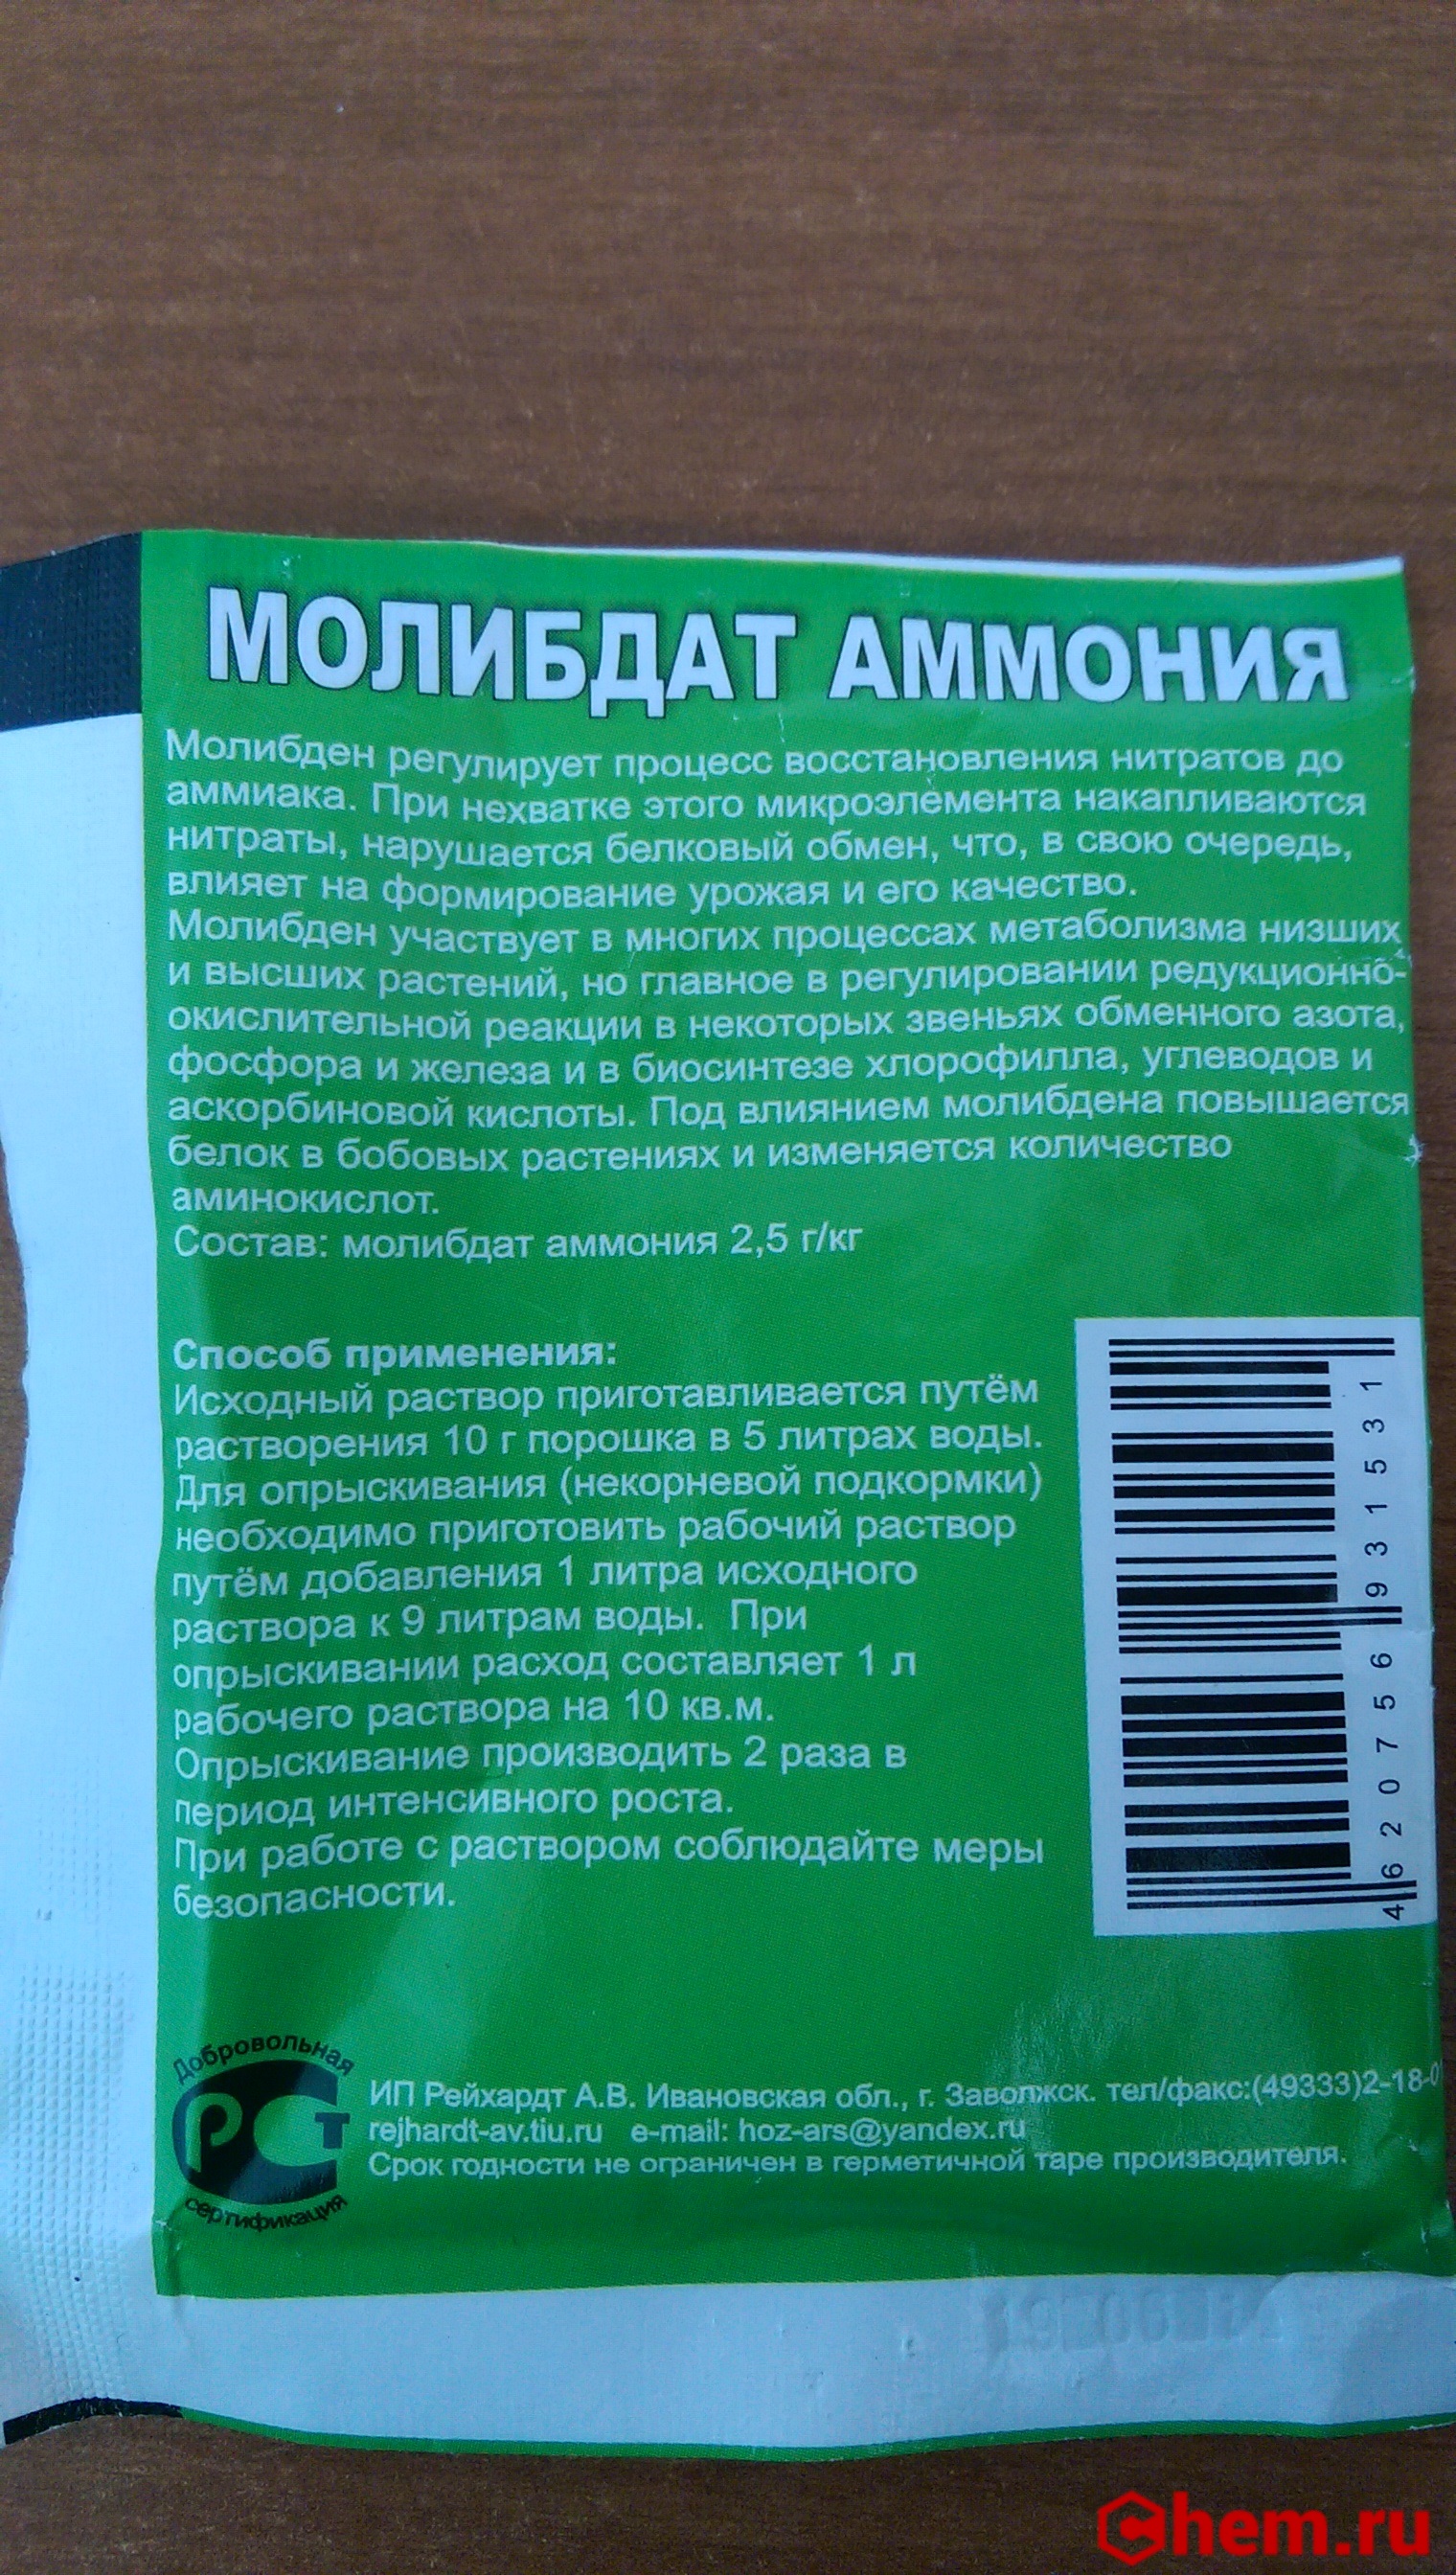 МОЛИБДАТ АММОНИЯ
Молибден регулирует процесс восстановления нитратов до
аммиака. При нехватке этого микроэлемента накапливаются
нитраты, нарушается белковый обмен, что, в свою очередь,
влияет на формирование урожая и его качество.
Молибден участвует в многих процессах метаболизма низших
и высших растений, но главное в регулировании редукционно-
окислительной реакции в некоторых звеньях обменного азота,
фосфора и железа и в биосинтезе хлорофилла, углеводов и
аскорбиновой кислоты. Под влиянием молибдена повышается
белок в бобовых растениях и изменяется количество
аминокислот.
Состав: молибдат аммония 2,5 г/кг
Способ применения:
Исходный раствор приготавливается путём
растворения 10 г порошка в 5 литрах воды.
Для опрыскивания (некорневой подкормки)
необходимо приготовить рабочий раствор
путём добавления 1 литра исходного
раствора к 9 литрам воды. При
опрыскивании расход составляет 1 л
рабочего раствора на 10 кв.м.
Опрыскивание производить 2 раза в
период интенсивного роста.
При работе с раствором соблюдайте меры
безопасности.
4 620756 931531
Добровольная
РСТ
сертификация
ИП Рейхардт А.В. Ивановская обл., г. Заволжск. тел/факс:(49333)2-18-0
rejhardt-av.tiu.ru e-mail: hoz-ars@yandex.ru
Срок годности не ограничен в герметичной таре производителя.
Chem.ru